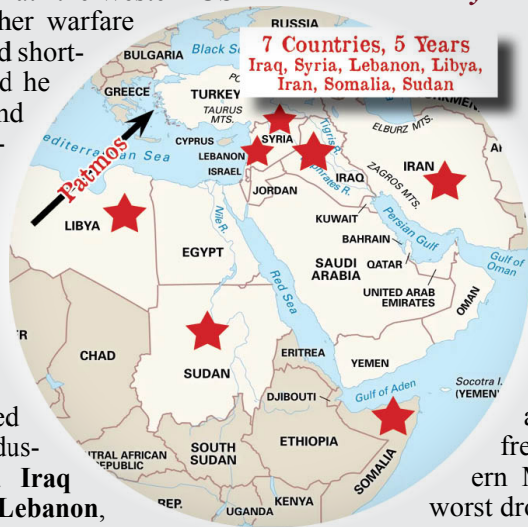 her warfare
d short-
d he
nd
7 Countries, 5 Years
Iraq, Syria, Lebanon, Libya,
Iran, Somalia, Sudan
RUSSIA
BULGARIA
GREECE
TURKEY
TAURUS
MTS.
CYPRUS
SYRIA
LEBANON
ISRAEL
Tigris R.
ELBURZ MTS.
ZAGROS MTS.
IRAN
IRAQ
JORDAN
KUWAIT
Persian Gulf
BAHRAIN
QATAR
SAUDI
ARABIA
UNITED ARAB
EMIRATES
Gulf of
Oman
OMAN
Patmos
LIBYA
Nile R.
EGYPT
Red Sea
CHAD
SUDAN
ERITREA
YEMEN
Socotra I.
(YEMEN)
DJIBOUTI
Gulf of Aden
SOUTH
SUDAN
ETHIOPIA
SOMALIA
UGANDA
KENYA
REP.
ed
dus-
Iraq
Lebanon,
a
fre
ern M
worst dro